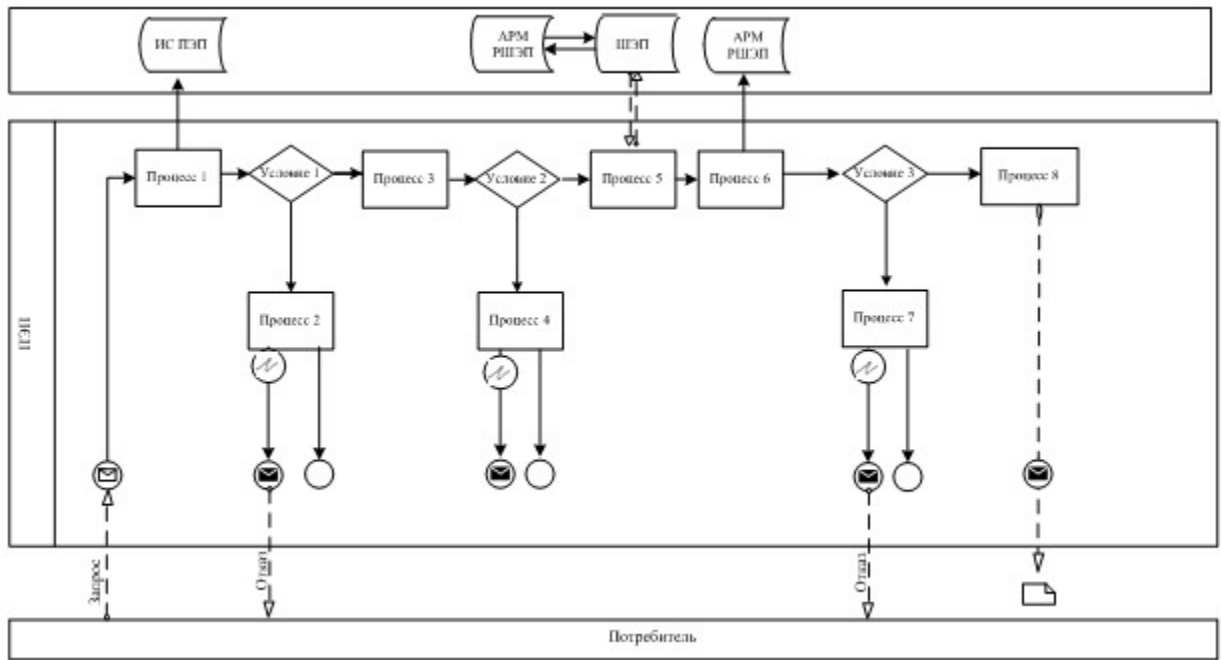 ИС ПЭП
АРМ
РШЭП
ШЭП
АРМ
РШЭП
Процесс 1
Условие 1
Процесс 3
Условие 2
Процесс 5
Процесс 6
Условие 3
Процесс 8
Процесс 2
Процесс 4
Процесс 7
Запрос
Отказ
Отказ
Потребитель